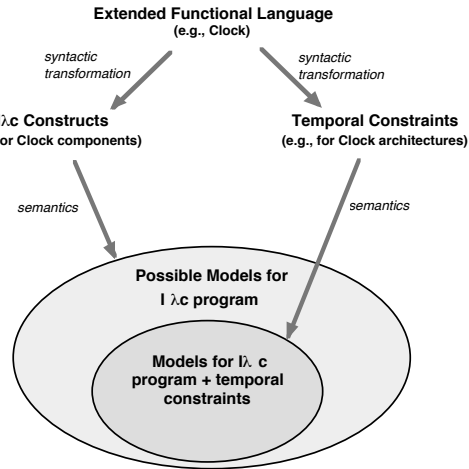 Extended Functional Language
(e.g., Clock)
syntactic
transformation
syntactic
transformation
λc Constructs
or Clock components)
Temporal Constraints
(e.g., for Clock architectures)
semantics
semantics
Possible Models for
I λc program
Models for Iλ c
program + temporal
constraints